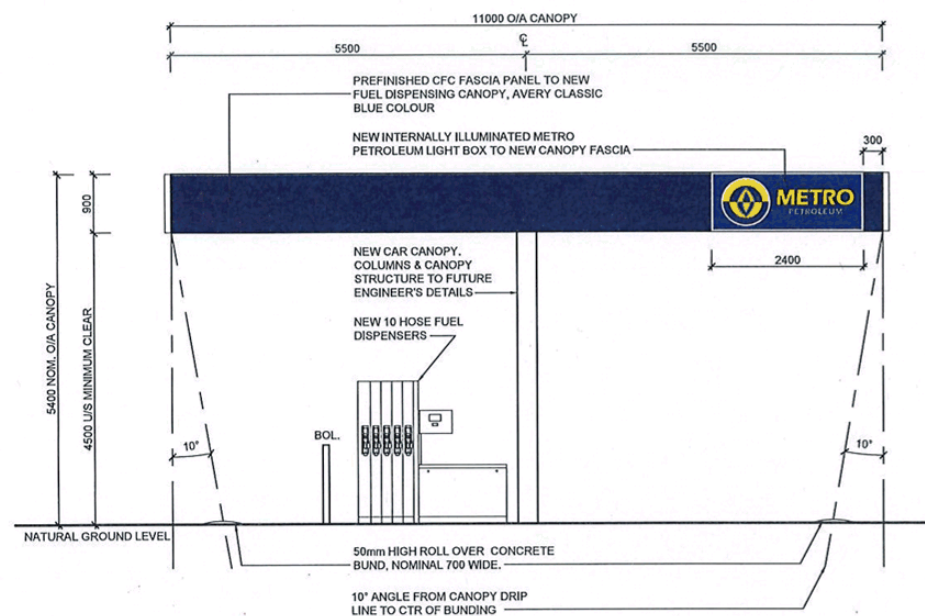 11000 O/A CANOPY
5500
℄
5500
PREFINISHED CFC FASCIA PANEL TO NEW
FUEL DISPENSING CANOPY, AVERY CLASSIC
BLUE COLOUR
NEW INTERNALLY ILLUMINATED METRO
PETROLEUM LIGHT BOX TO NEW CANOPY FASCIA
300
900
METRO
PETROLEUM
2400
NEW CAR CANOPY.
COLUMNS & CANOPY
STRUCTURE TO FUTURE
ENGINEER'S DETAILS
NEW 10 HOSE FUEL
DISPENSERS
5400 NOM. O/A CANOPY
4500 U/S MINIMUM CLEAR
10°
BOL.
10°
NATURAL GROUND LEVEL
50mm HIGH ROLL OVER CONCRETE
BUND, NOMINAL 700 WIDE.
10° ANGLE FROM CANOPY DRIP
LINE TO CTR OF BUNDING